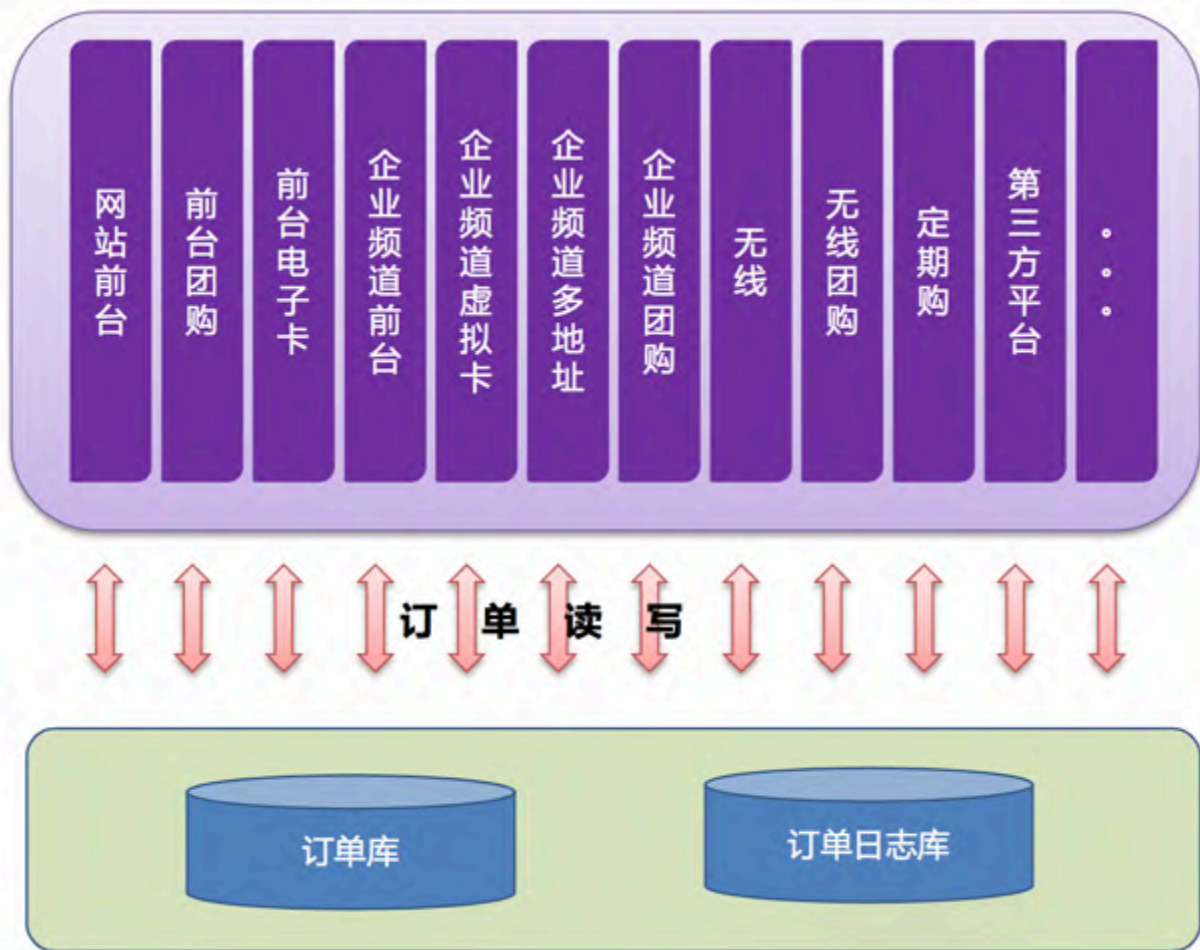 网站前台
前台团购
前台电子卡
企业频道前台
企业频道虚拟卡
企业频道多地址
企业频道团购
无线
无线团购
定期购
第三方平台
。。。
订单读写
订单库
订单日志库